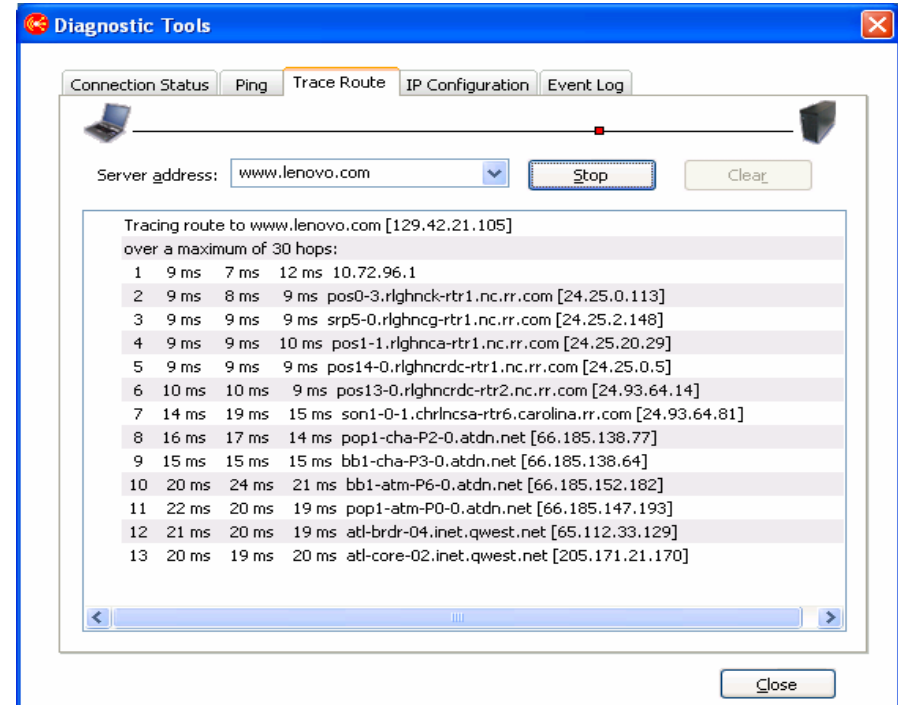 Diagnostic Tools
Connection Status Ping Trace Route IP Configuration Event Log
Server address: www.lenovo.com Stop Clear
Tracing route to www.lenovo.com [129.42.21.105]
over a maximum of 30 hops:
1 9 ms 7 ms 12 ms 10.72.96.1
2 9 ms 8 ms 9 ms pos0-3.rlghnck-rtr1.nc.rr.com [24.25.0.113]
3 9 ms 9 ms 9 ms srp5-0.rlghncg-rtr1.nc.rr.com [24.25.2.148]
4 9 ms 9 ms 10 ms pos1-1.rlghnca-rtr1.nc.rr.com [24.25.20.29]
5 9 ms 9 ms 9 ms pos14-0.rlghncrdc-rtr1.nc.rr.com [24.25.0.5]
6 10 ms 10 ms 9 ms pos13-0.rlghncrdc-rtr2.nc.rr.com [24.93.64.14]
7 14 ms 19 ms 15 ms son1-0-1.chrlncsa-rtr6.carolina.rr.com [24.93.64.81]
8 16 ms 17 ms 14 ms pop1-cha-P2-0.atdn.net [66.185.138.77]
9 15 ms 15 ms 15 ms bb1-cha-P3-0.atdn.net [66.185.138.64]
10 20 ms 24 ms 21 ms bb1-atm-P6-0.atdn.net [66.185.152.182]
11 22 ms 20 ms 19 ms pop1-atm-P0-0.atdn.net [66.185.147.193]
12 21 ms 20 ms 19 ms atl-brdr-04.inet.qwest.net [65.112.33.129]
13 20 ms 19 ms 20 ms atl-core-02.inet.qwest.net [205.171.21.170]
Close